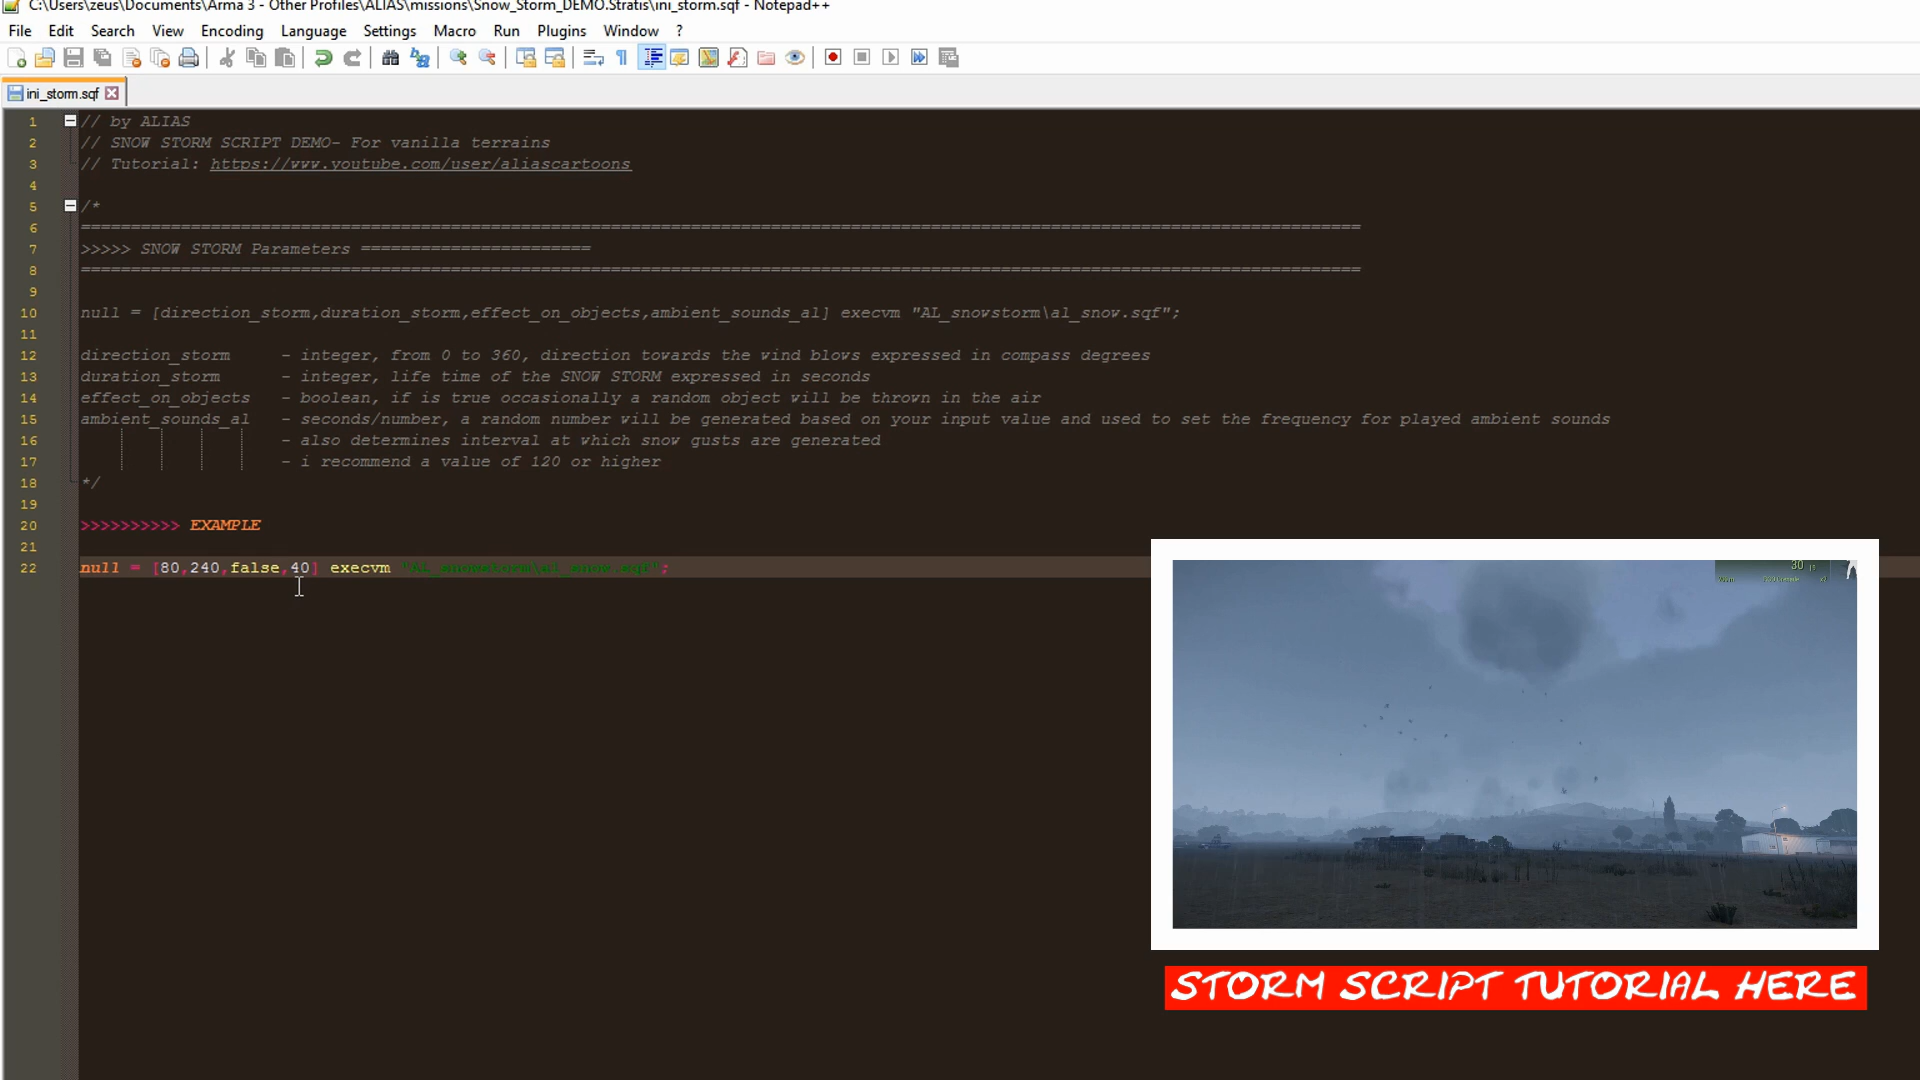 C:\Users\zeus\Documents\Arma 3 - Other Profiles\ALIAS\missions\Snow_Storm_DEMO.Stratis\ini_storm.sqf - Notepad++
File Edit Search View Encoding Language Settings Macro Run Plugins Window ?
ini_storm.sqf
1 // by ALIAS
2 // SNOW STORM SCRIPT DEMO- For vanilla terrains
3 // Tutorial: https://www.youtube.com/user/aliascartoons
4
5 /*
6 ================================================================================================================================
7 >>>>> SNOW STORM Parameters =======================
8 ================================================================================================================================
9
10 null = [direction_storm,duration_storm,effect_on_objects,ambient_sounds_al] execvm "AL_snowstorm\al_snow.sqf";
11
12 direction_storm - integer, from 0 to 360, direction towards the wind blows expressed in compass degrees
13 duration_storm - integer, life time of the SNOW STORM expressed in seconds
14 effect_on_objects - boolean, if is true occasionally a random object will be thrown in the air
15 ambient_sounds_al - seconds/number, a random number will be generated based on your input value and used to set the frequency for played ambient sounds
16 - also determines interval at which snow gusts are generated
17 - i recommend a value of 120 or higher
18 */
19
20 >>>>>>>>>> EXAMPLE
21
22 null = [80,240,false,40] execvm "AL_snowstorm\al_snow.sqf";
30
STORM SCRIPT TUTORIAL HERE